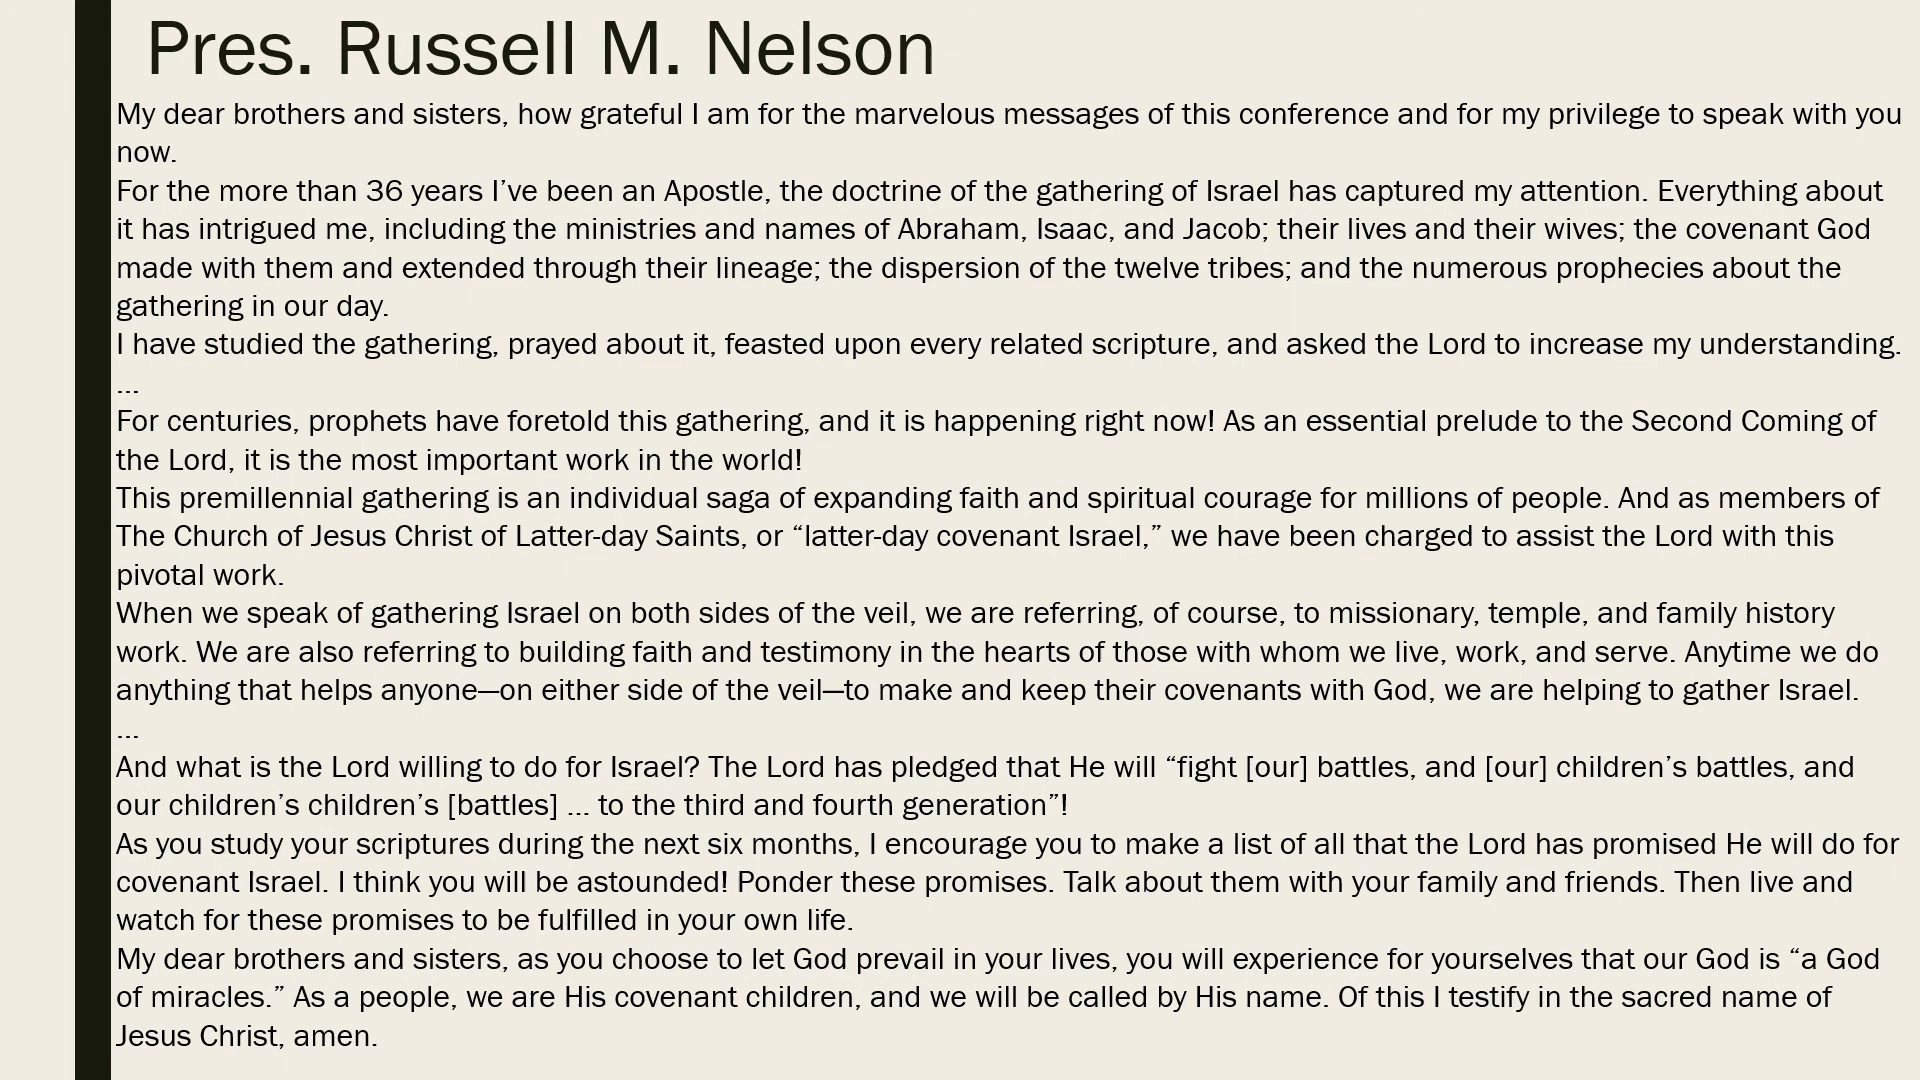 Pres. Russell M. Nelson
My dear brothers and sisters, how grateful I am for the marvelous messages of this conference and for my privilege to speak with you
now.
For the more than 36 years I’ve been an Apostle, the doctrine of the gathering of Israel has captured my attention. Everything about
it has intrigued me, including the ministries and names of Abraham, Isaac, and Jacob; their lives and their wives; the covenant God
made with them and extended through their lineage; the dispersion of the twelve tribes; and the numerous prophecies about the
gathering in our day.
I have studied the gathering, prayed about it, feasted upon every related scripture, and asked the Lord to increase my understanding.
...
For centuries, prophets have foretold this gathering, and it is happening right now! As an essential prelude to the Second Coming of
the Lord, it is the most important work in the world!
This premillennial gathering is an individual saga of expanding faith and spiritual courage for millions of people. And as members of
The Church of Jesus Christ of Latter-day Saints, or “latter-day covenant Israel,” we have been charged to assist the Lord with this
pivotal work.
When we speak of gathering Israel on both sides of the veil, we are referring, of course, to missionary, temple, and family history
work. We are also referring to building faith and testimony in the hearts of those with whom we live, work, and serve. Anytime we do
anything that helps anyone—on either side of the veil—to make and keep their covenants with God, we are helping to gather Israel.
...
And what is the Lord willing to do for Israel? The Lord has pledged that He will “fight [our] battles, and [our] children’s battles, and
our children’s children’s [battles] ... to the third and fourth generation”!
As you study your scriptures during the next six months, I encourage you to make a list of all that the Lord has promised He will do for
covenant Israel. I think you will be astounded! Ponder these promises. Talk about them with your family and friends. Then live and
watch for these promises to be fulfilled in your own life.
My dear brothers and sisters, as you choose to let God prevail in your lives, you will experience for yourselves that our God is “a God
of miracles.” As a people, we are His covenant children, and we will be called by His name. Of this I testify in the sacred name of
Jesus Christ, amen.